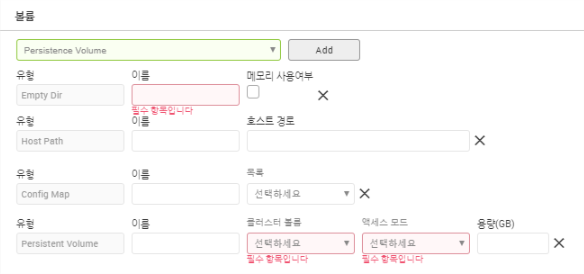 볼륨
Persistence Volume ▼ Add
유형 이름 메모리 사용여부
Empty Dir
필수 항목입니다
유형 이름 호스트 경로
Host Path
유형 이름 목록
Config Map 선택하세요 ▼
유형 이름 클러스터 볼륨 액세스 모드 용량(GB)
Persistent Volume 선택하세요 ▼ 선택하세요 ▼
필수 항목입니다 필수 항목입니다